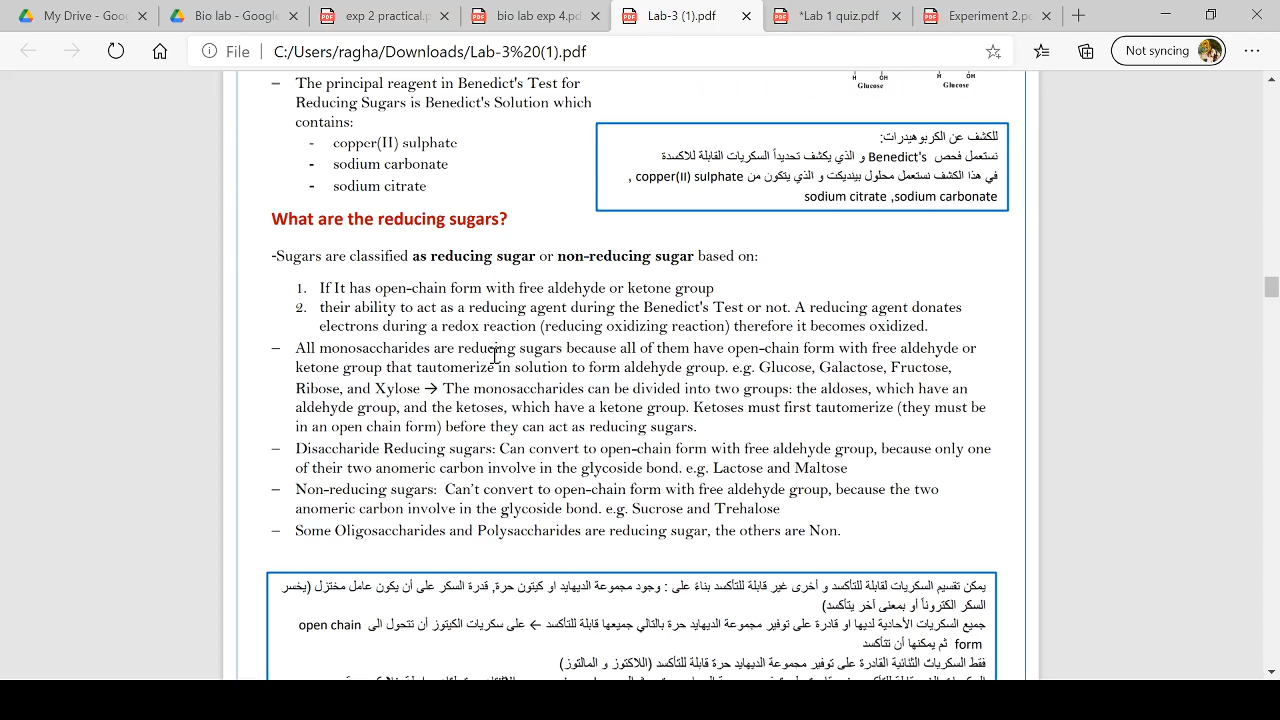 My Drive - Google Drive
Bio lab - Google Drive
exp 2 practical.pdf
bio lab exp 4.pdf
Lab-3 (1).pdf
*Lab 1 quiz.pdf
Experiment 2.pdf
File C:/Users/ragha/Downloads/Lab-3%20(1).pdf
Not syncing
– The principal reagent in Benedict's Test for
Reducing Sugars is Benedict's Solution which
contains:
- copper(II) sulphate
- sodium carbonate
- sodium citrate
H OH H OH
Glucose Glucose
للكشف عن الكربوهيدرات:
نستعمل فحص Benedict's و الذي يكشف تحديداً السكريات القابلة للاكسدة
في هذا الكشف نستعمل محلول بينديكت و الذي يتكون من copper(II) sulphate ,
sodium citrate ,sodium carbonate
What are the reducing sugars?
-Sugars are classified as reducing sugar or non-reducing sugar based on:
1. If It has open-chain form with free aldehyde or ketone group
2. their ability to act as a reducing agent during the Benedict's Test or not. A reducing agent donates
electrons during a redox reaction (reducing oxidizing reaction) therefore it becomes oxidized.
– All monosaccharides are reducing sugars because all of them have open-chain form with free aldehyde or
ketone group that tautomerize in solution to form aldehyde group. e.g. Glucose, Galactose, Fructose,
Ribose, and Xylose → The monosaccharides can be divided into two groups: the aldoses, which have an
aldehyde group, and the ketoses, which have a ketone group. Ketoses must first tautomerize (they must be
in an open chain form) before they can act as reducing sugars.
– Disaccharide Reducing sugars: Can convert to open-chain form with free aldehyde group, because only one
of their two anomeric carbon involve in the glycoside bond. e.g. Lactose and Maltose
– Non-reducing sugars: Can't convert to open-chain form with free aldehyde group, because the two
anomeric carbon involve in the glycoside bond. e.g. Sucrose and Trehalose
– Some Oligosaccharides and Polysaccharides are reducing sugar, the others are Non.
يمكن تقسيم السكريات لقابلة للتأكسد و أخرى غير قابلة للتأكسد بناءً على : وجود مجموعة الديهايد او كيتون حرة, قدرة السكر على أن يكون عامل مختزل (يخسر
السكر الكتروناً أو بمعنى آخر يتأكسد)
جميع السكريات الأحادية لديها او قادرة على توفير مجموعة الديهايد حرة بالتالي جميعها قابلة للتأكسد ← على سكريات الكيتوز أن تتحول الى open chain
form ثم يمكنها أن تتأكسد
فقط السكريات الثنائية القادرة على توفير مجموعة الديهايد حرة قابلة للتأكسد (اللاكتوز و المالتوز)